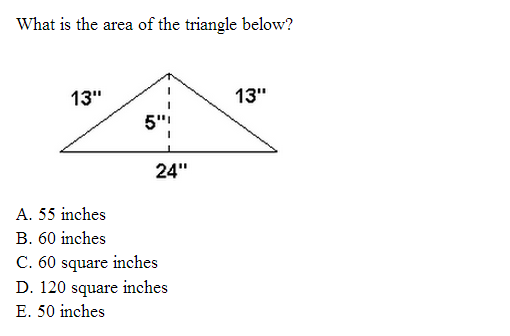 What is the area of the triangle below?
13"
13"
5"
24"
A. 55 inches
B. 60 inches
C. 60 square inches
D. 120 square inches
E. 50 inches